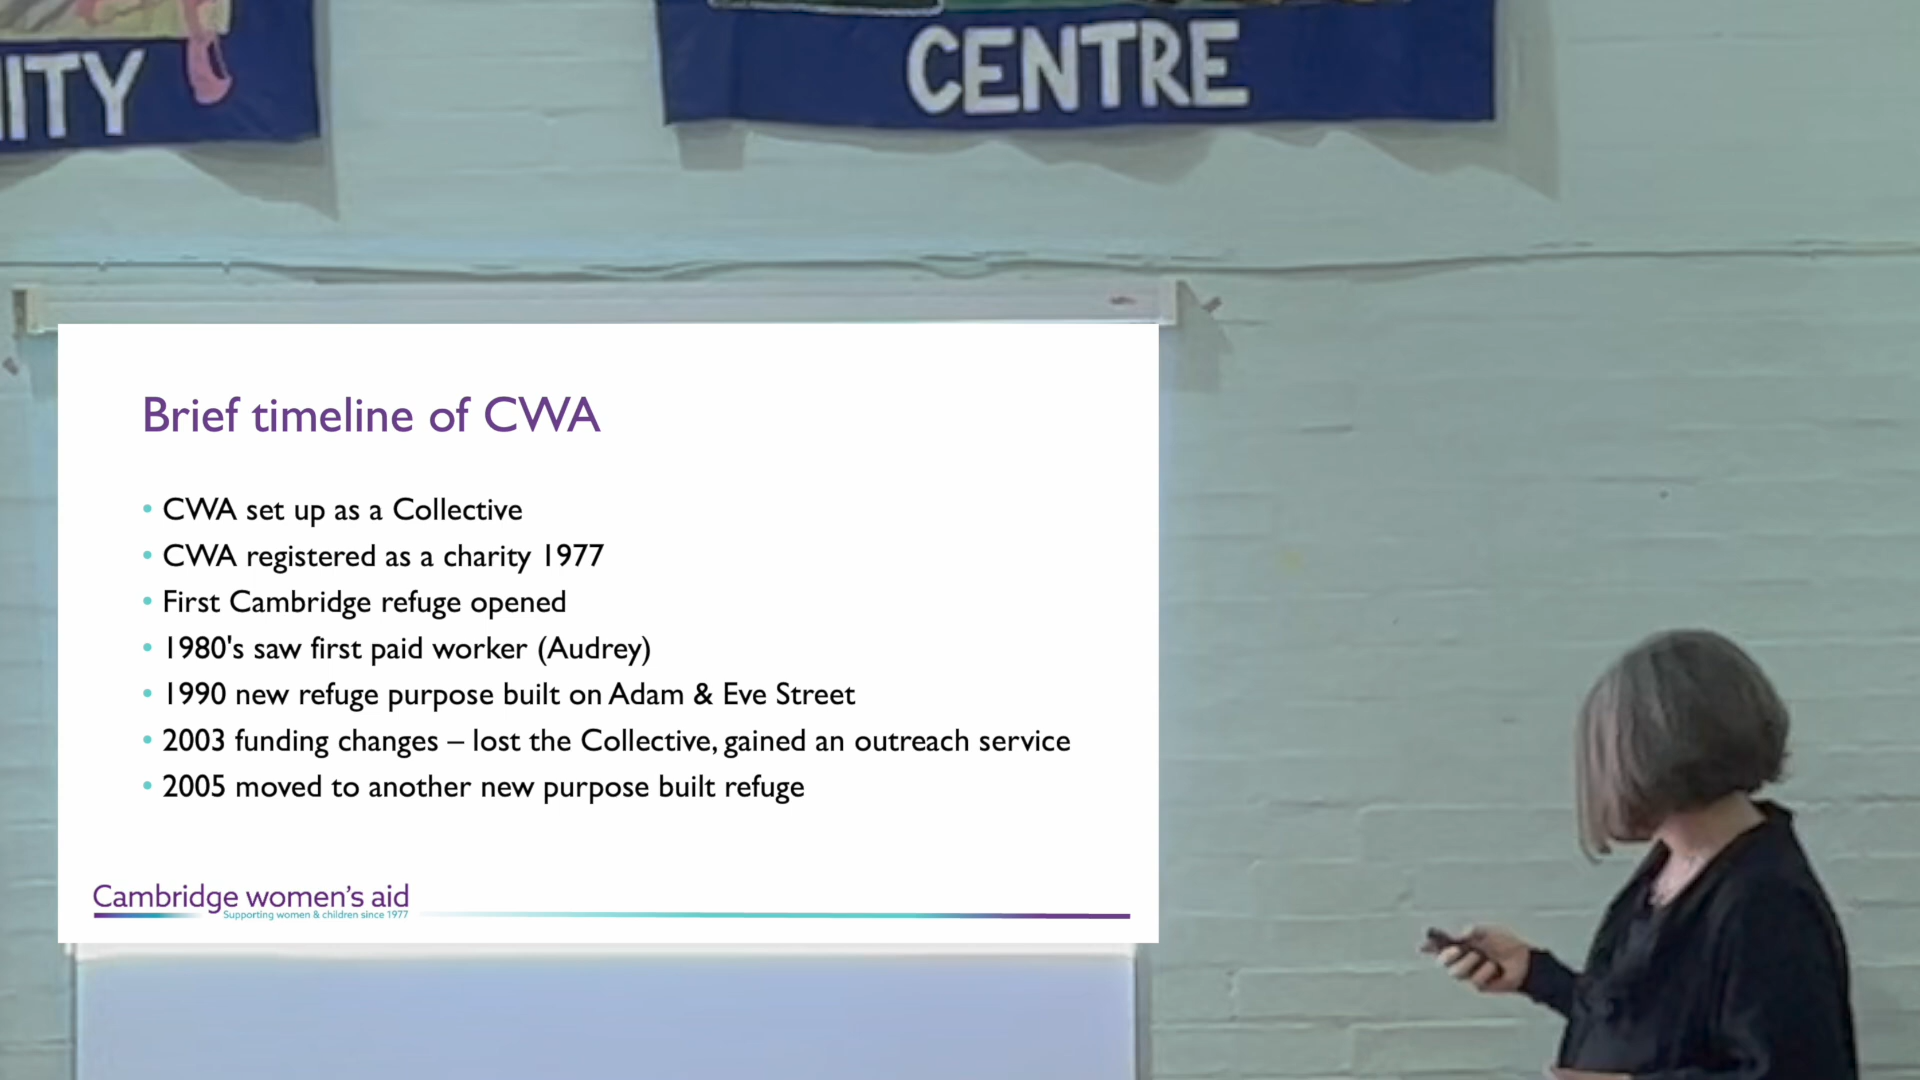 ITY
CENTRE
Brief timeline of CWA
• CWA set up as a Collective
• CWA registered as a charity 1977
• First Cambridge refuge opened
• 1980's saw first paid worker (Audrey)
• 1990 new refuge purpose built on Adam & Eve Street
• 2003 funding changes – lost the Collective, gained an outreach service
• 2005 moved to another new purpose built refuge
Cambridge women's aid
Supporting women & children since 1977